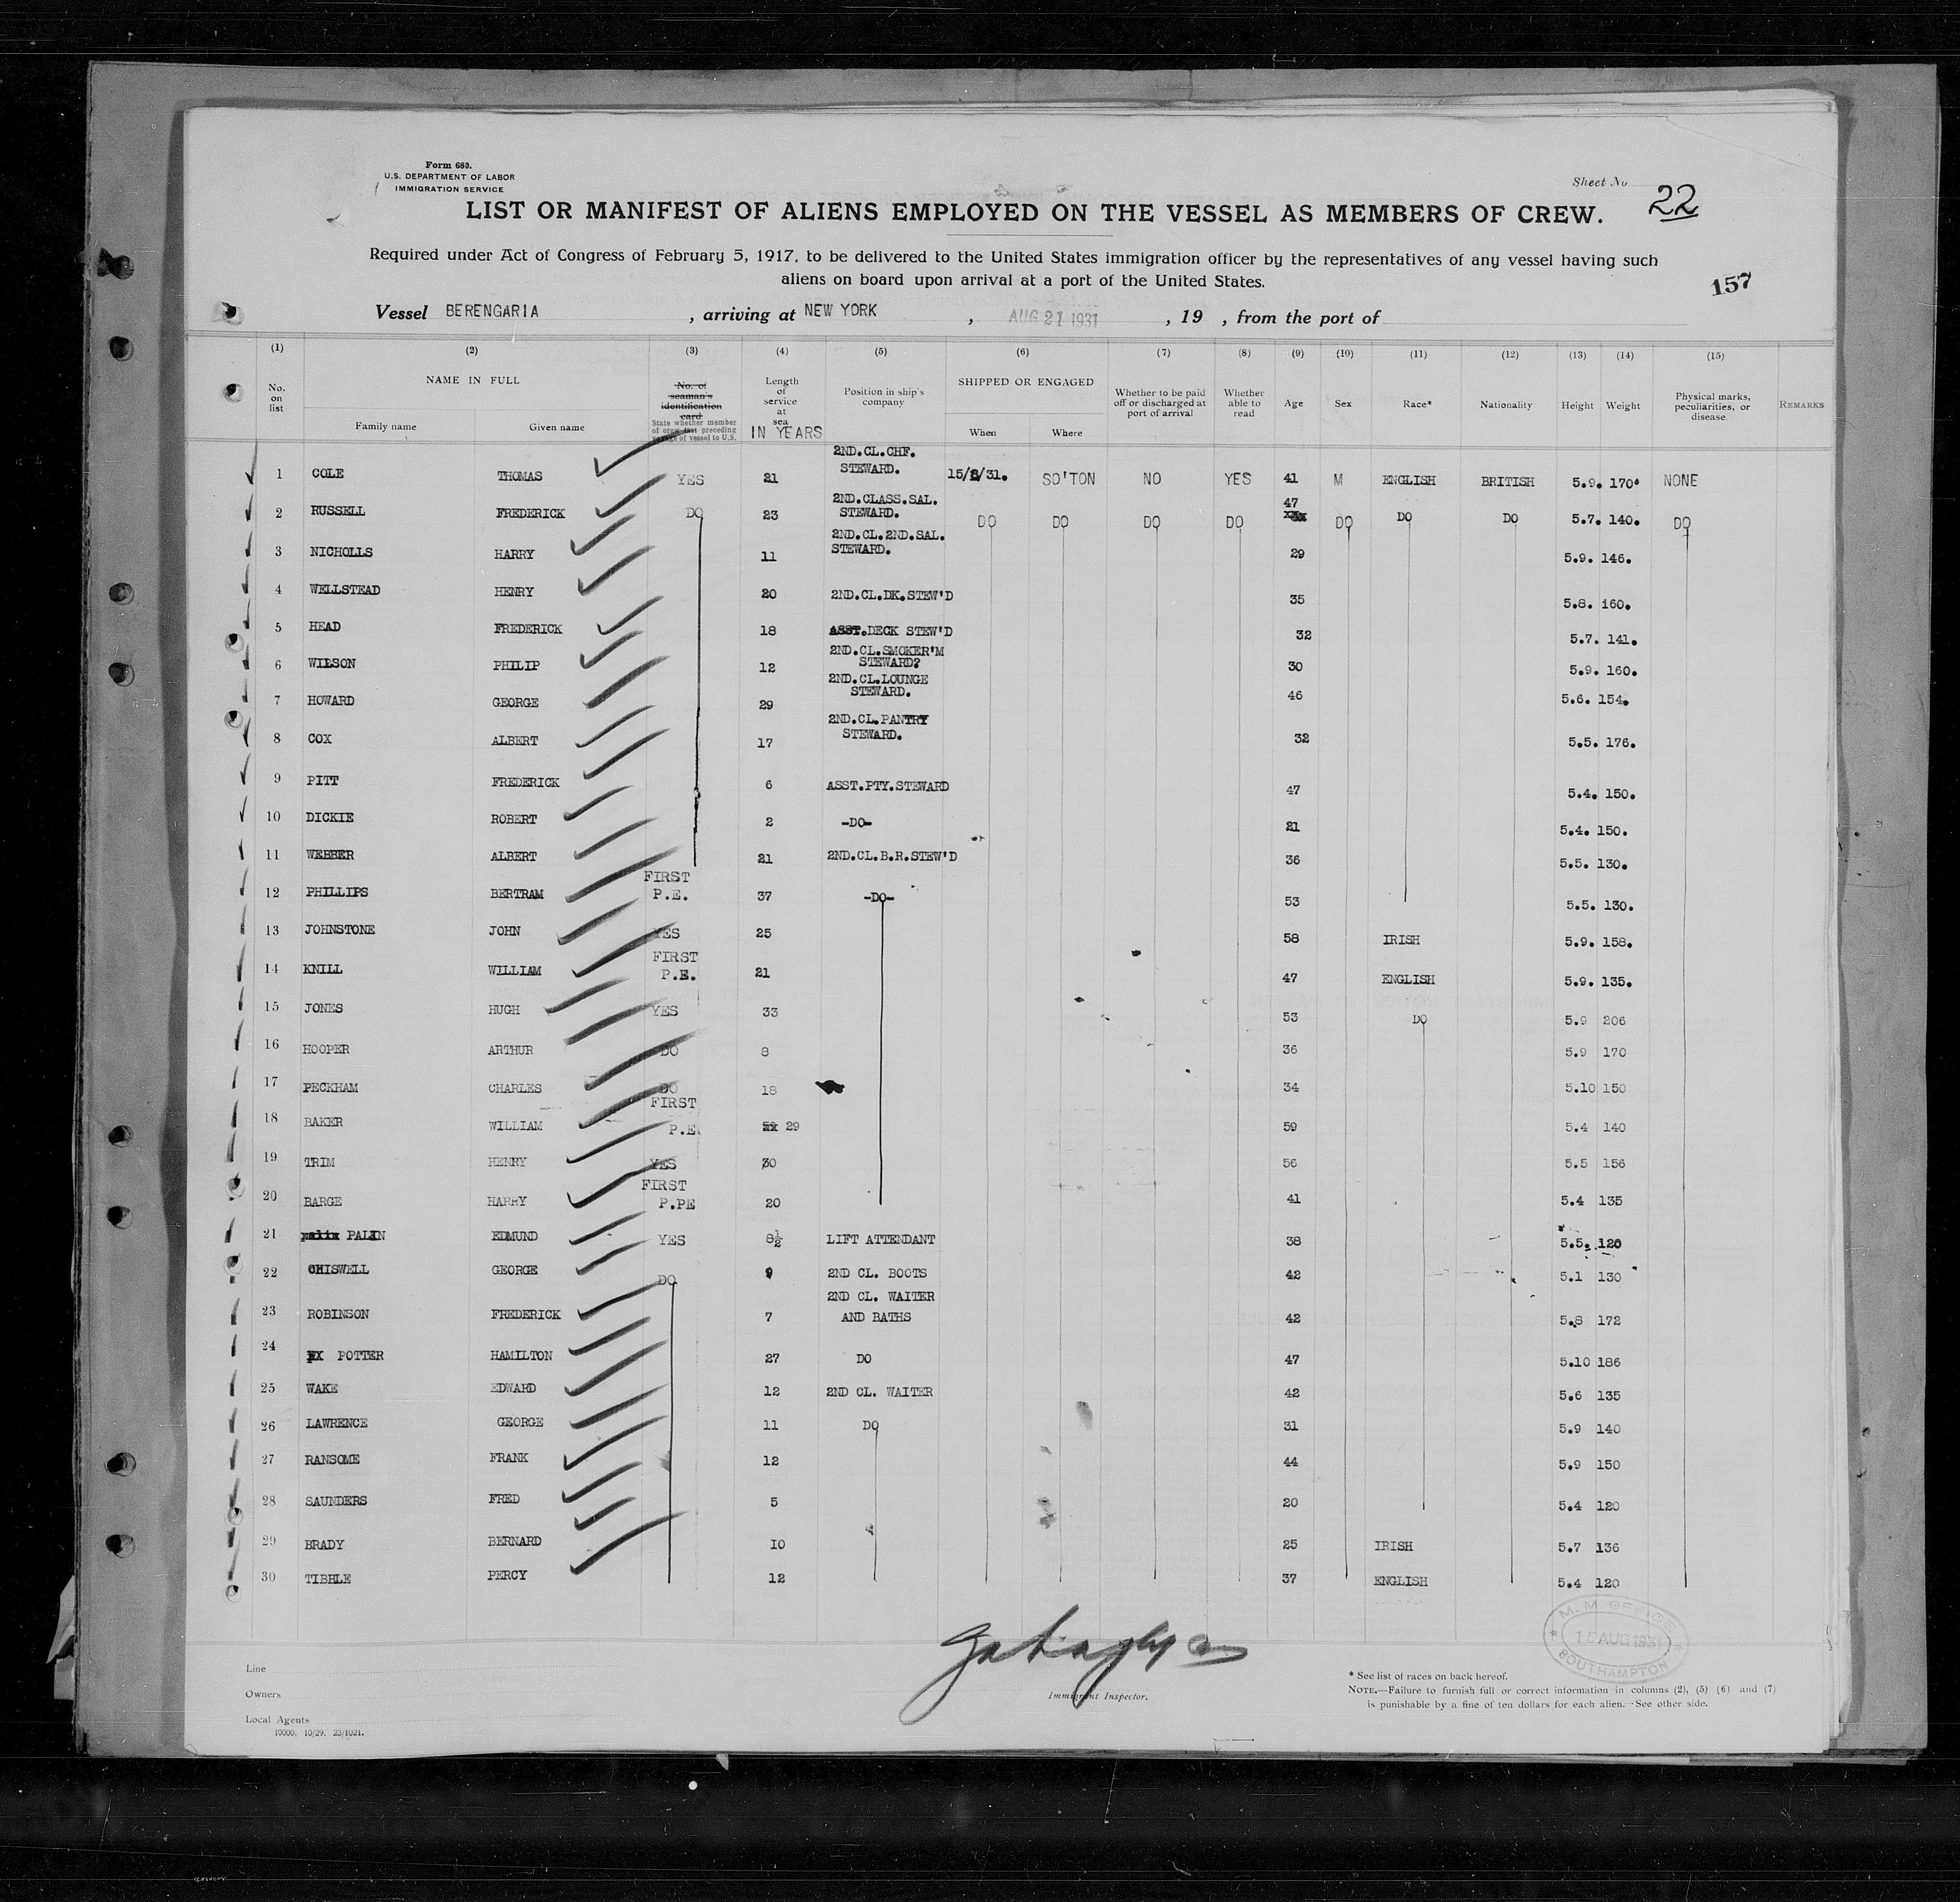 Form 680.
U.S. DEPARTMENT OF LABOR
IMMIGRATION SERVICE
Sheet No. 22
LIST OR MANIFEST OF ALIENS EMPLOYED ON THE VESSEL AS MEMBERS OF CREW.
Required under Act of Congress of February 5, 1917, to be delivered to the United States immigration officer by the representatives of any vessel having such
aliens on board upon arrival at a port of the United States.
157
Vessel BERENGARIA , arriving at NEW YORK , AUG 21 1931 , 19 , from the port of
(1) (2) (3) (4) (5) (6) (7) (8) (9) (10) (11) (12) (13) (14) (15)
No. on list NAME IN FULL Family name Given name No. of seaman's identification card State whether member of crew last preceding voyage of vessel to U.S. Length of service at sea IN YEARS Position in ship's company SHIPPED OR ENGAGED When Where Whether to be paid off or discharged at port of arrival Whether able to read Age Sex Race* Nationality Height Weight Physical marks, peculiarities, or disease REMARKS
1 COLE THOMAS YES 21 2ND.CL.CHF. STEWARD. 15/8/31. SO'TON NO YES 41 M ENGLISH BRITISH 5.9. 170. NONE
2 RUSSELL FREDERICK DO 23 2ND.CLASS.SAL. STEWARD. DO DO DO DO 47 DO DO DO 5.7. 140. DO
3 NICHOLLS HARRY 11 2ND.CL.2ND.SAL. STEWARD. 29 5.9. 146.
4 WELLSTEAD HENRY 20 2ND.CL.DK.STEW'D 35 5.8. 160.
5 HEAD FREDERICK 18 ASST.DECK STEW'D 32 5.7. 141.
6 WILSON PHILIP 12 2ND.CL.SMOKER'M STEWARD? 30 5.9. 160.
7 HOWARD GEORGE 29 2ND.CL.LOUNGE STEWARD. 46 5.6. 154.
8 COX ALBERT 17 2ND.CL.PANTRY STEWARD. 32 5.5. 176.
9 PITT FREDERICK 6 ASST.PTY.STEWARD 47 5.4. 150.
10 DICKIE ROBERT 2 -DO- 21 5.4. 150.
11 WEBBER ALBERT 21 2ND.CL.B.R.STEW'D 36 5.5. 130.
12 PHILLIPS BERTRAM FIRST P.E. 37 -DO- 53 5.5. 130.
13 JOHNSTONE JOHN YES 25 58 IRISH 5.9. 158.
14 KNILL WILLIAM FIRST P.E. 21 47 ENGLISH 5.9. 135.
15 JONES HUGH YES 33 53 DO 5.9 206
16 HOOPER ARTHUR DO 8 36 5.9 170
17 PECKHAM CHARLES DO 18 34 5.10 150
18 BAKER WILLIAM FIRST P.E 29 59 5.4 140
19 TRIM HENRY YES 30 56 5.5 156
20 BARGE HARRY FIRST P.PE 20 41 5.4 135
21 PALIN EDMUND YES 8½ LIFT ATTENDANT 38 5.5. 120
22 CHISWELL GEORGE DO 9 2ND CL. BOOTS 42 5.1 130
23 ROBINSON FREDERICK 7 2ND CL. WAITER AND BATHS 42 5.8 172
24 POTTER HAMILTON 27 DO 47 5.10 186
25 WAKE EDWARD 12 2ND CL. WAITER 42 5.6 135
26 LAWRENCE GEORGE 11 DO 31 5.9 140
27 RANSOME FRANK 12 44 5.9 150
28 SAUNDERS FRED 5 20 5.4 120
29 BRADY BERNARD 10 25 IRISH 5.7 136
30 TIBBLE PERCY 12 37 ENGLISH 5.4 120
M. M. OFFICE
15 AUG 1931
SOUTHAMPTON
Line
Owners
Local Agents
10000. 10/29. 23/1021.
Immigrant Inspector.
* See list of races on back hereof.
NOTE.—Failure to furnish full or correct information in columns (2), (5) (6) and (7)
is punishable by a fine of ten dollars for each alien. See other side.